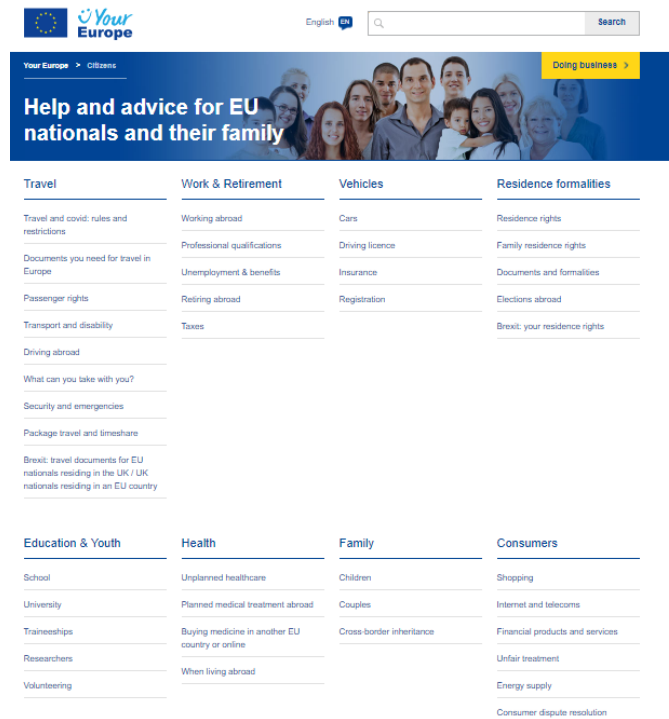 Your
Europe
English EN
Search
Your Europe > Citizens
Doing business >
Help and advice for EU
nationals and their family
Travel
Travel and covid: rules and
restrictions
Documents you need for travel in
Europe
Passenger rights
Transport and disability
Driving abroad
What can you take with you?
Security and emergencies
Package travel and timeshare
Brexit: travel documents for EU
nationals residing in the UK / UK
nationals residing in an EU country
Work & Retirement
Working abroad
Professional qualifications
Unemployment & benefits
Retiring abroad
Taxes
Vehicles
Cars
Driving licence
Insurance
Registration
Residence formalities
Residence rights
Family residence rights
Documents and formalities
Elections abroad
Brexit: your residence rights
Education & Youth
School
University
Traineeships
Researchers
Volunteering
Health
Unplanned healthcare
Planned medical treatment abroad
Buying medicine in another EU
country or online
When living abroad
Family
Children
Couples
Cross-border inheritance
Consumers
Shopping
Internet and telecoms
Financial products and services
Unfair treatment
Energy supply
Consumer dispute resolution